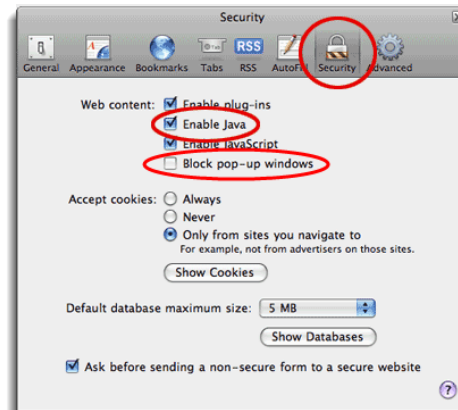 Security
RSS
General Appearance Bookmarks Tabs RSS AutoFill Security Advanced
Web content: Enable plug-ins
Enable Java
Enable JavaScript
Block pop-up windows
Accept cookies: Always
Never
Only from sites you navigate to
For example, not from advertisers on those sites.
Show Cookies
Default database maximum size: 5 MB
Show Databases
Ask before sending a non-secure form to a secure website
?